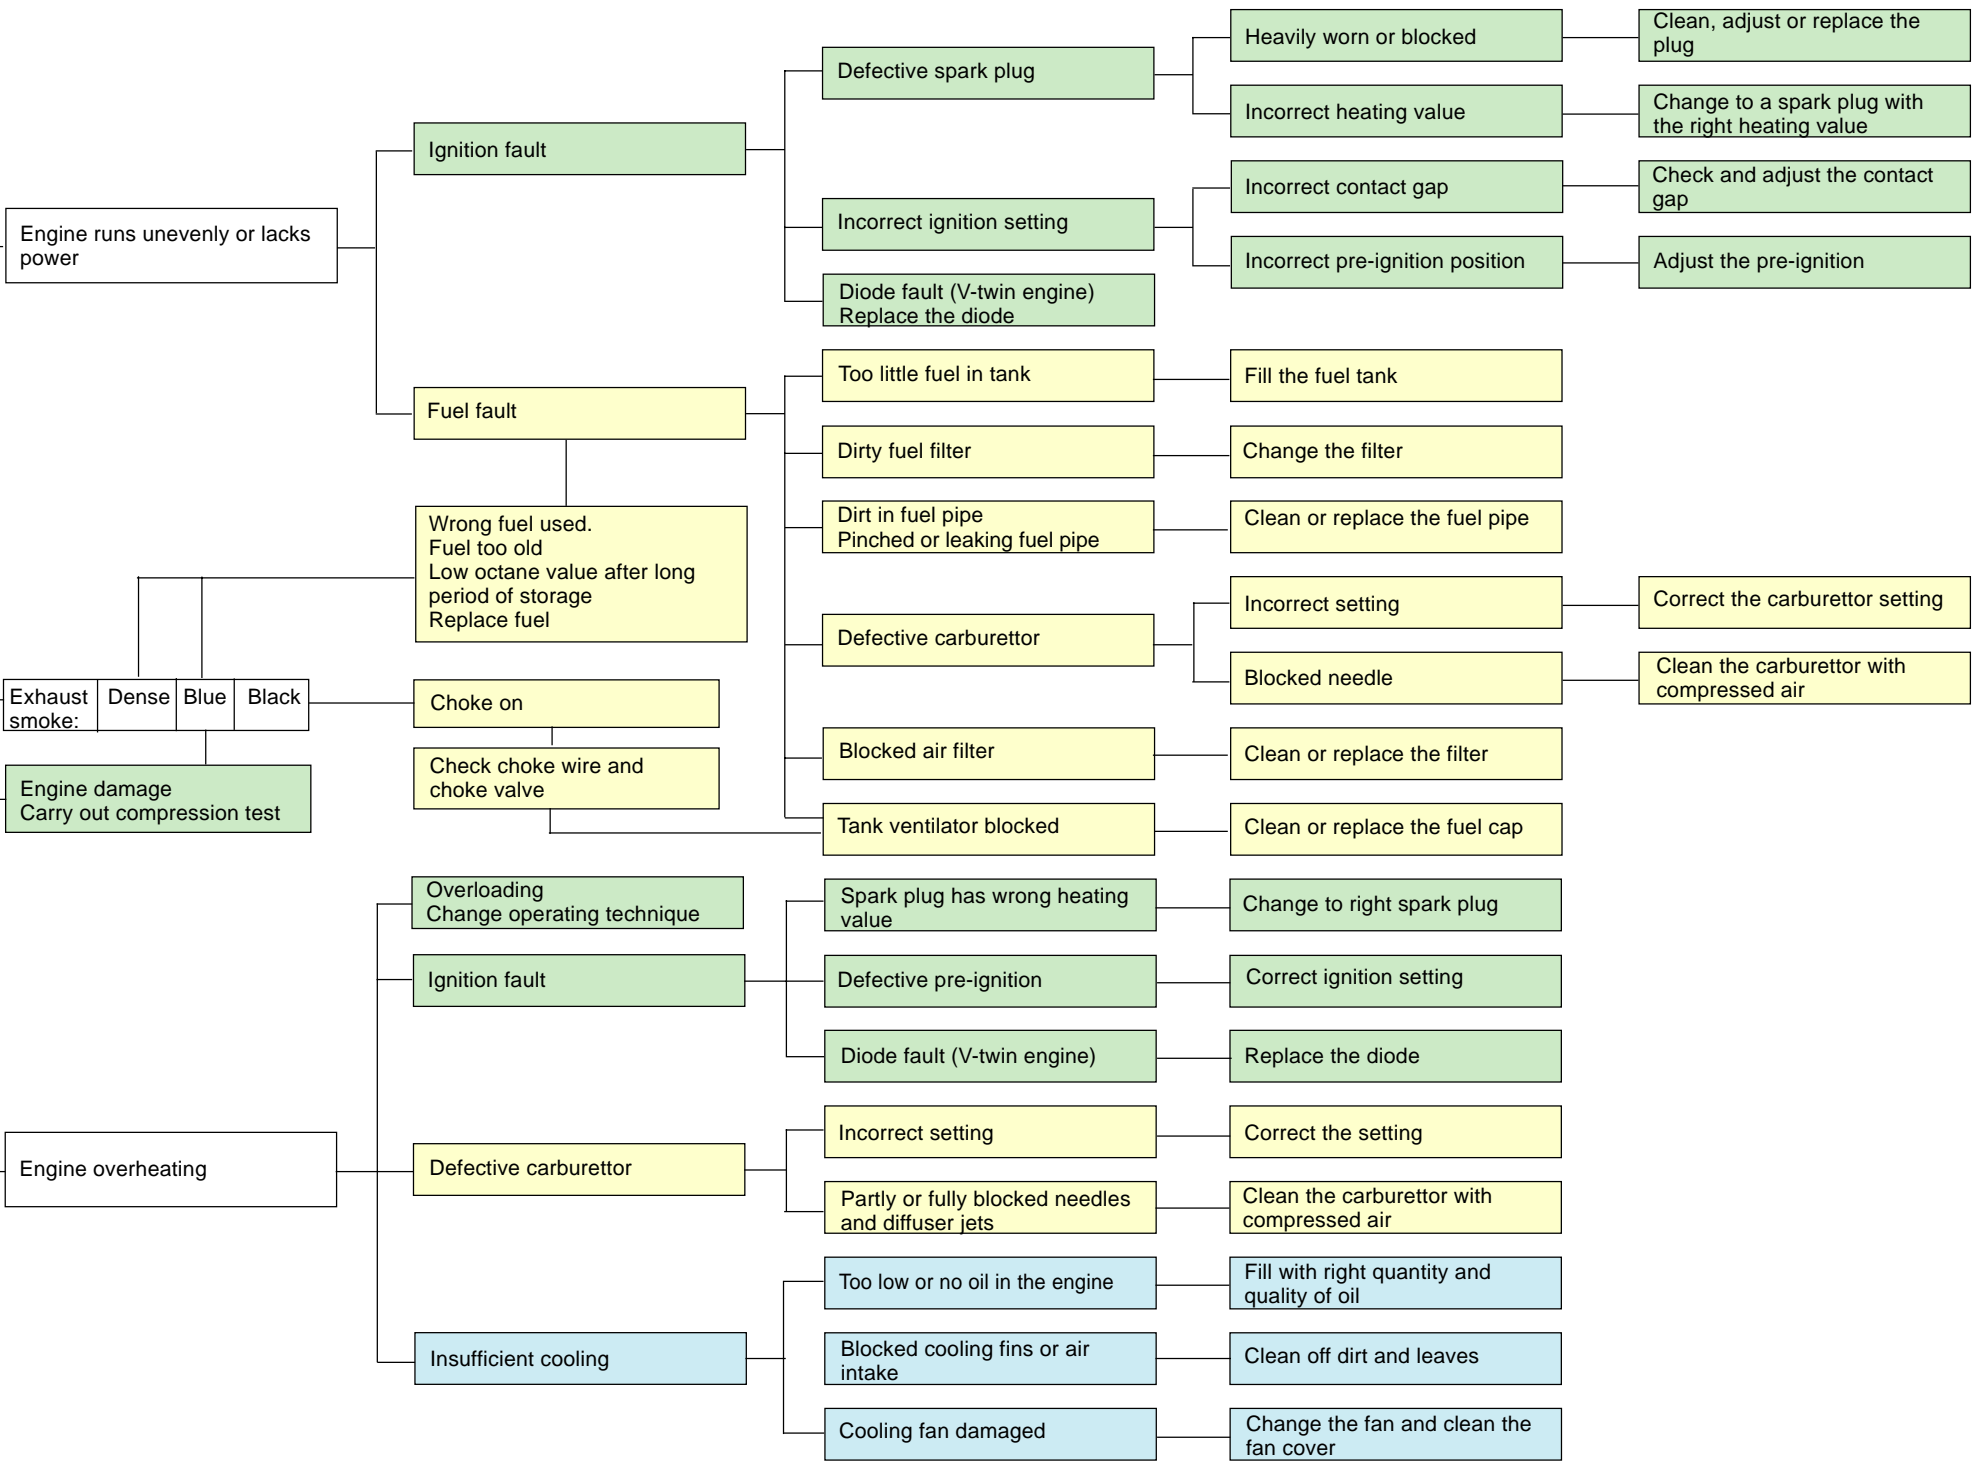 Engine runs unevenly or lacks
power
Ignition fault
Defective spark plug
Heavily worn or blocked
Clean, adjust or replace the
plug
Incorrect heating value
Change to a spark plug with
the right heating value
Incorrect ignition setting
Incorrect contact gap
Check and adjust the contact
gap
Incorrect pre-ignition position
Adjust the pre-ignition
Diode fault (V-twin engine)
Replace the diode
Fuel fault
Too little fuel in tank
Fill the fuel tank
Dirty fuel filter
Change the filter
Wrong fuel used.
Fuel too old
Low octane value after long
period of storage
Replace fuel
Dirt in fuel pipe
Pinched or leaking fuel pipe
Clean or replace the fuel pipe
Defective carburettor
Incorrect setting
Correct the carburettor setting
Blocked needle
Clean the carburettor with
compressed air
Exhaust
smoke:
Dense
Blue
Black
Choke on
Check choke wire and
choke valve
Blocked air filter
Clean or replace the filter
Engine damage
Carry out compression test
Tank ventilator blocked
Clean or replace the fuel cap
Engine overheating
Overloading
Change operating technique
Ignition fault
Spark plug has wrong heating
value
Change to right spark plug
Defective pre-ignition
Correct ignition setting
Diode fault (V-twin engine)
Replace the diode
Defective carburettor
Incorrect setting
Correct the setting
Partly or fully blocked needles
and diffuser jets
Clean the carburettor with
compressed air
Insufficient cooling
Too low or no oil in the engine
Fill with right quantity and
quality of oil
Blocked cooling fins or air
intake
Clean off dirt and leaves
Cooling fan damaged
Change the fan and clean the
fan cover